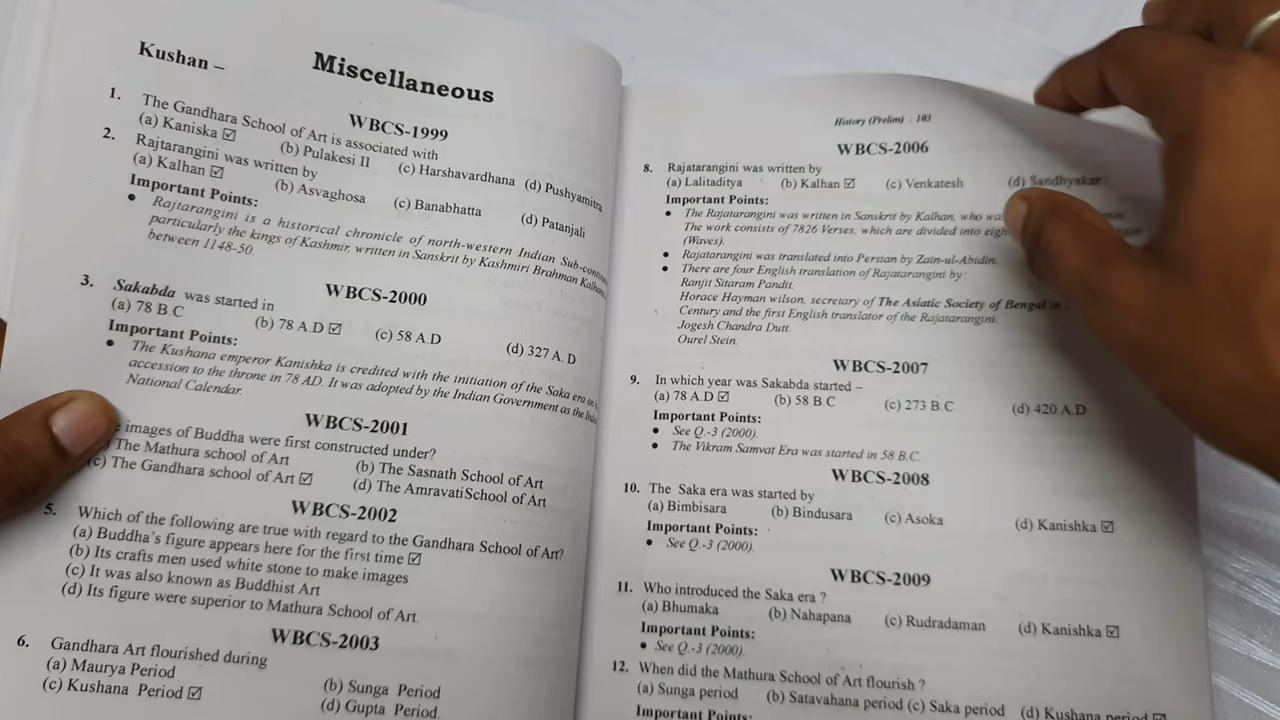 Kushan –
Miscellaneous
WBCS-1999
1. The Gandhara School of Art is associated with
(a) Kaniska ☑ (b) Pulakesi II (c) Harshavardhana (d) Pushyamitra
2. Rajtarangini was written by
(a) Kalhan ☑ (b) Asvaghosa (c) Banabhatta (d) Patanjali
Important Points:
• Rajtarangini is a historical chronicle of north-western Indian
particularly the kings of Kashmir, written in Sanskrit by Kashmiri Brahman
between 1148-50.
WBCS-2000
3. Sakabda was started in
(a) 78 B.C (b) 78 A.D ☑ (c) 58 A.D (d) 327 A. D
Important Points:
• The Kushana emperor Kanishka is credited with the initiation of the Saka era
accession to the throne in 78 AD. It was adopted by the Indian Government as the
National Calendar.
WBCS-2001
images of Buddha were first constructed under?
The Mathura school of Art (b) The Sasnath School of Art
(c) The Gandhara school of Art ☑ (d) The AmravatiSchool of Art
WBCS-2002
5. Which of the following are true with regard to the Gandhara School of Art?
(a) Buddha's figure appears here for the first time ☑
(b) Its crafts men used white stone to make images
(c) It was also known as Buddhist Art
(d) Its figure were superior to Mathura School of Art.
WBCS-2003
6. Gandhara Art flourished during
(a) Maurya Period (b) Sunga Period
(c) Kushana Period ☑ (d) Gupta Period.
History (Prelim) : 103
WBCS-2006
8. Rajatarangini was written by
(a) Lalitaditya (b) Kalhan ☑ (c) Venkatesh (d) Sandhyakar
Important Points:
• The Rajatarangini was written in Sanskrit by Kalhan, who
The work consists of 7826 Verses, which are divided into
(Waves).
• Rajatarangini was translated into Persian by Zain-ul-Abidin.
• There are four English translation of Rajatarangini by:
Ranjit Sitaram Pandit.
Horace Hayman wilson, secretary of The Asiatic Society of Bengal in
Century and the first English translator of the Rajatarangini.
Jogesh Chandra Dutt.
Ourel Stein.
WBCS-2007
9. In which year was Sakabda started –
(a) 78 A.D ☑ (b) 58 B.C (c) 273 B.C (d) 420 A.D
Important Points:
• See Q.-3 (2000).
• The Vikram Samvat Era was started in 58 B.C.
WBCS-2008
10. The Saka era was started by
(a) Bimbisara (b) Bindusara (c) Asoka (d) Kanishka ☑
Important Points:
• See Q.-3 (2000).
WBCS-2009
11. Who introduced the Saka era ?
(a) Bhumaka (b) Nahapana (c) Rudradaman (d) Kanishka ☑
Important Points:
• See Q.-3 (2000).
12. When did the Mathura School of Art flourish ?
(a) Sunga period (b) Satavahana period (c) Saka period (d) Kushana period ☑
Important Points: